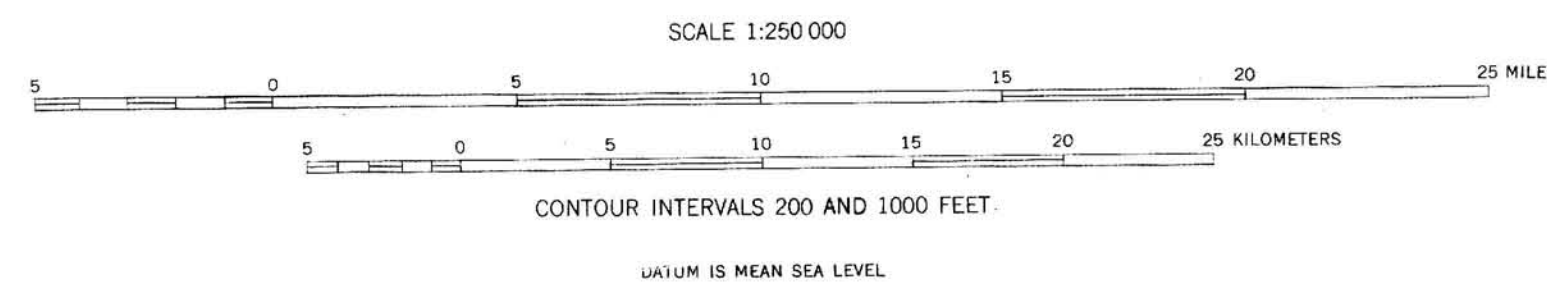 SCALE 1:250 000
5 0 5 10 15 20 25 MILE
5 0 5 10 15 20 25 KILOMETERS
CONTOUR INTERVALS 200 AND 1000 FEET
DATUM IS MEAN SEA LEVEL